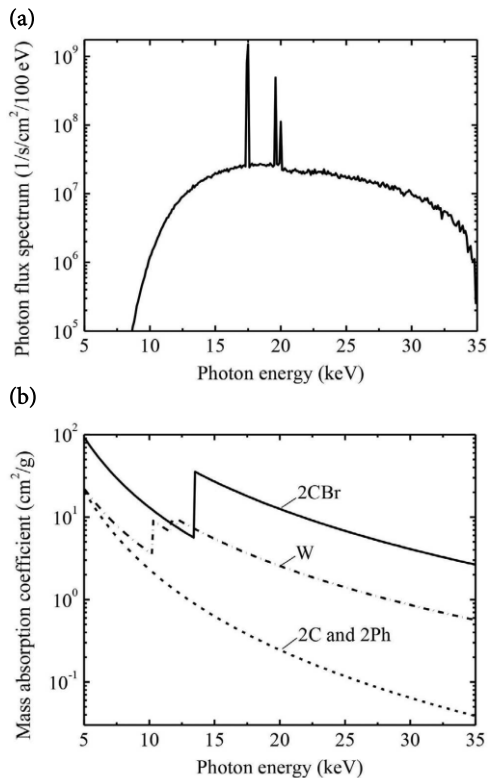 (a)
Photon flux spectrum (1/s/cm²/100 eV)
10⁹
10⁸
10⁷
10⁶
10⁵
5 10 15 20 25 30 35
Photon energy (keV)
(b)
Mass absorption coefficient (cm²/g)
10²
10¹
10⁰
10⁻¹
2CBr
W
2C and 2Ph
5 10 15 20 25 30 35
Photon energy (keV)